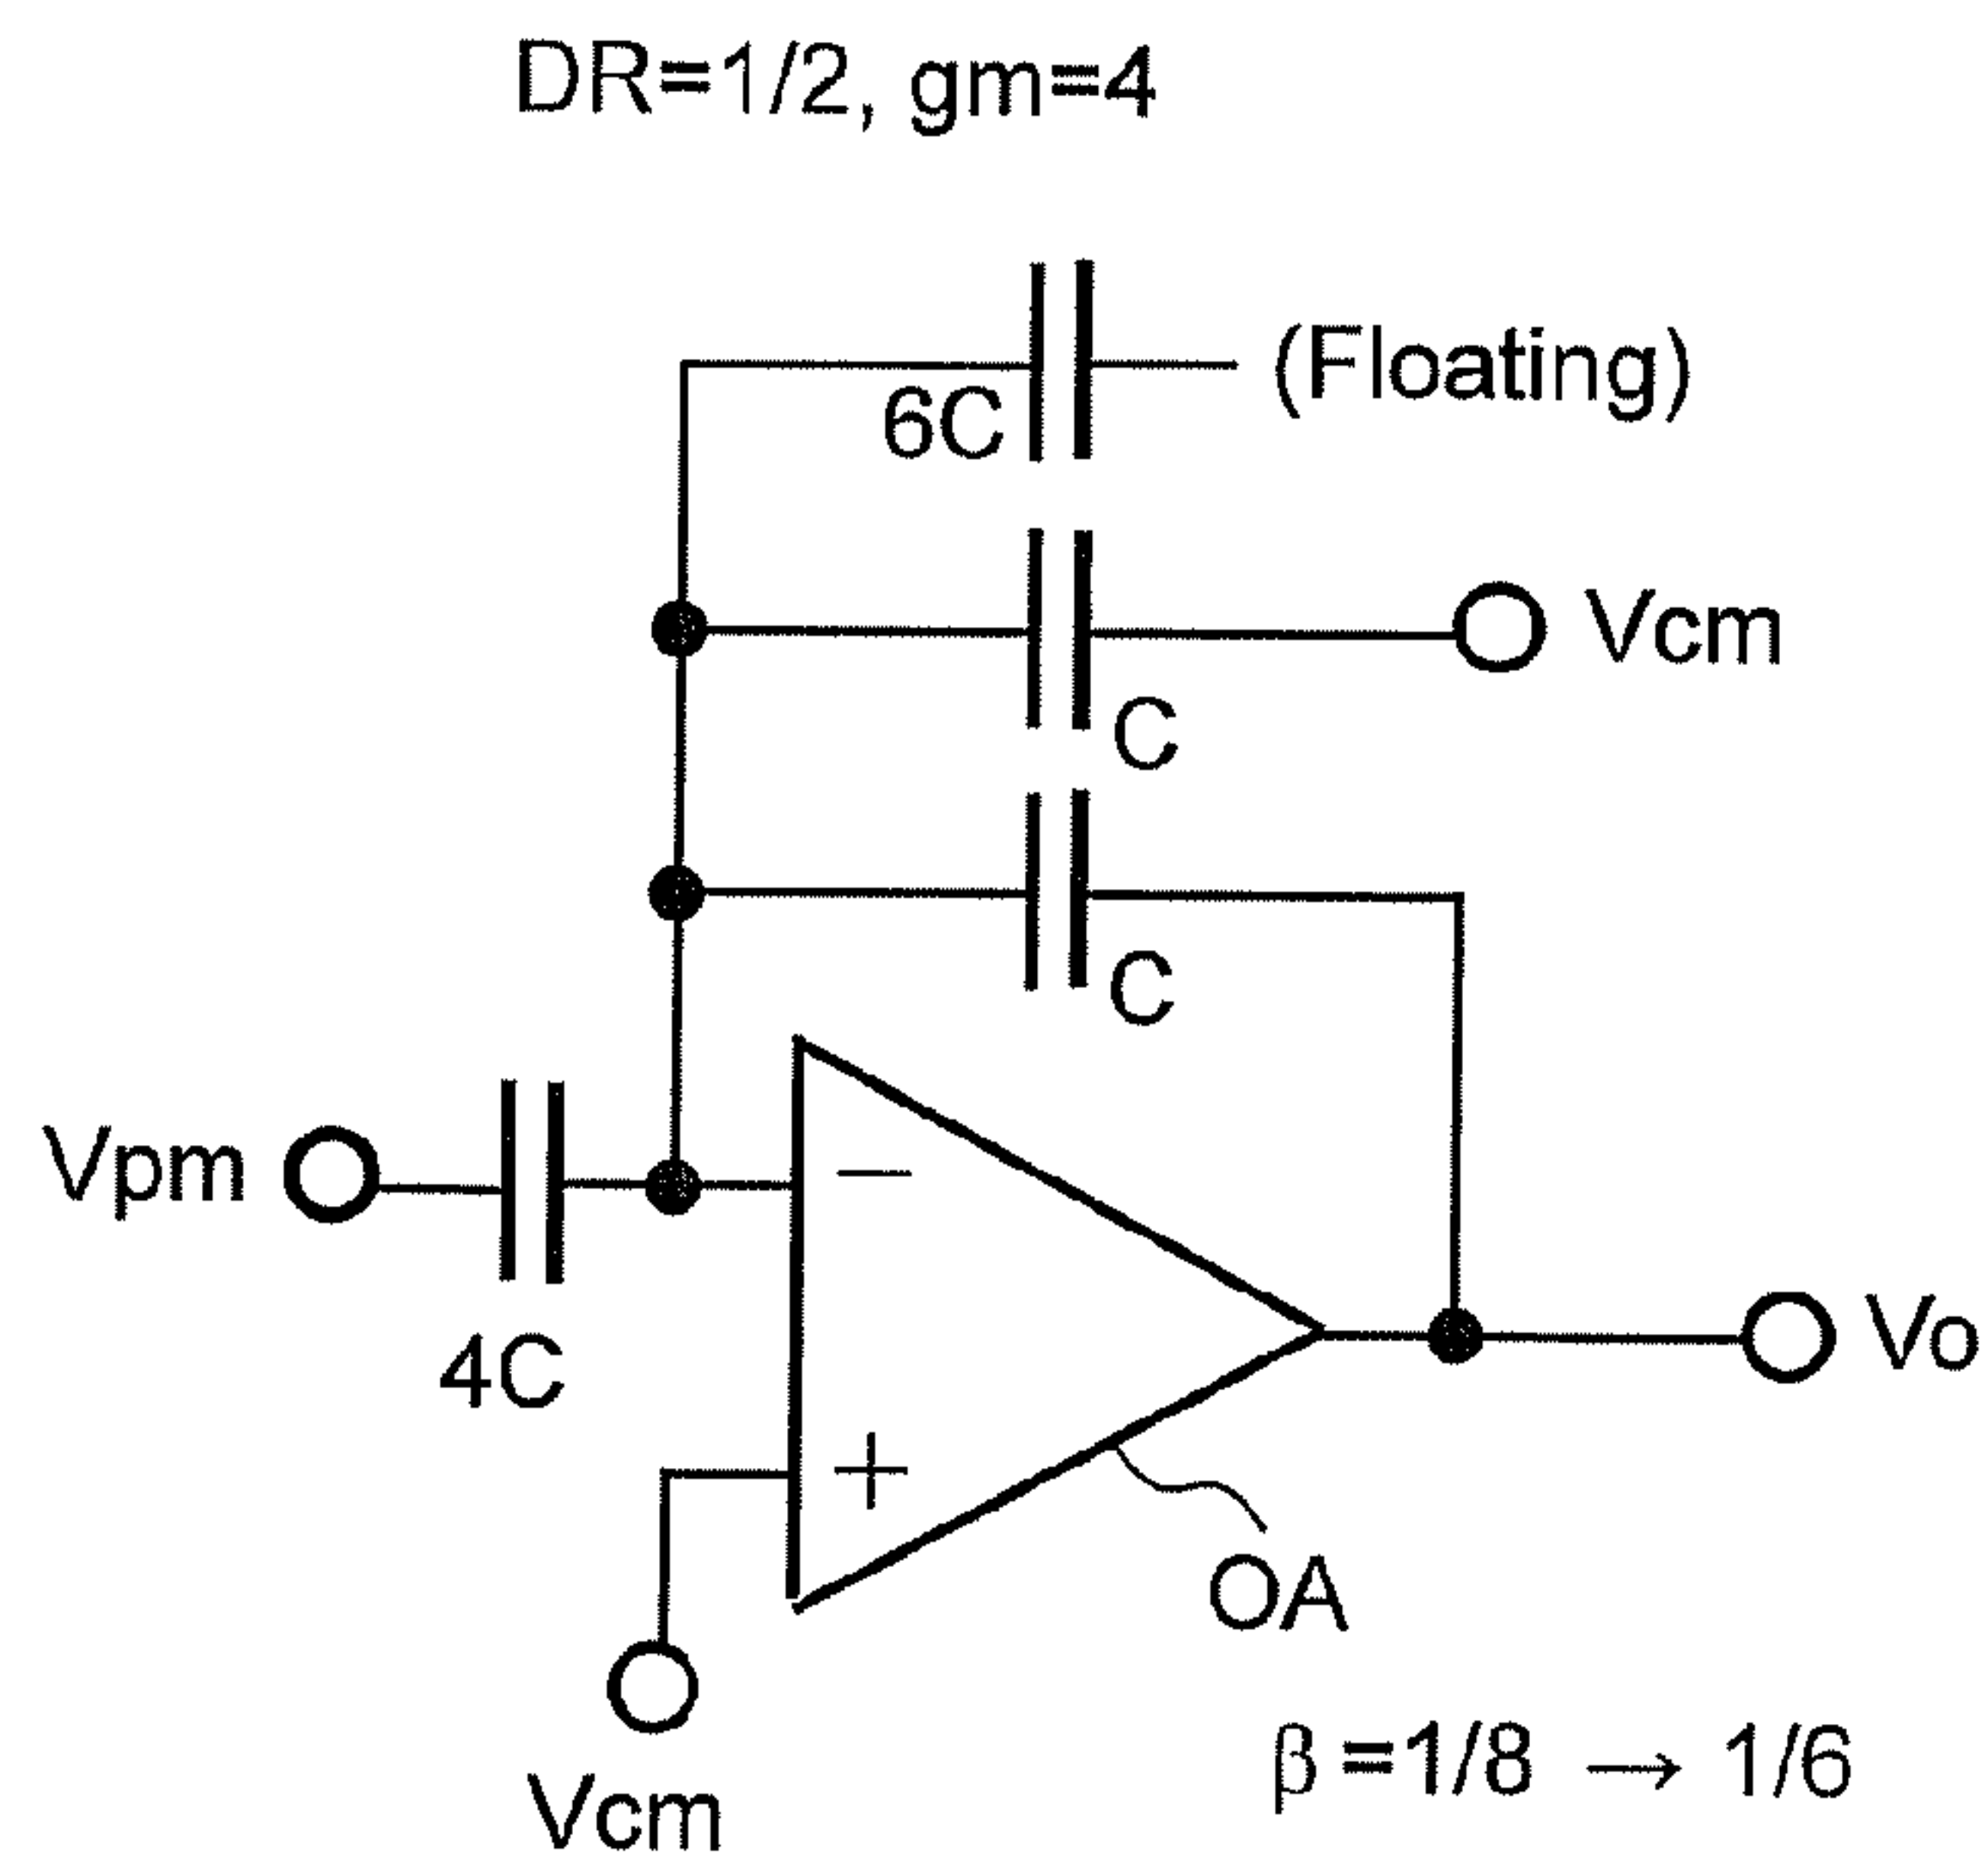 DR=1/2, gm=4
(Floating)
6C
Vcm
C
C
Vpm
−
4C
Vo
+
OA
Vcm
β=1/8 → 1/6